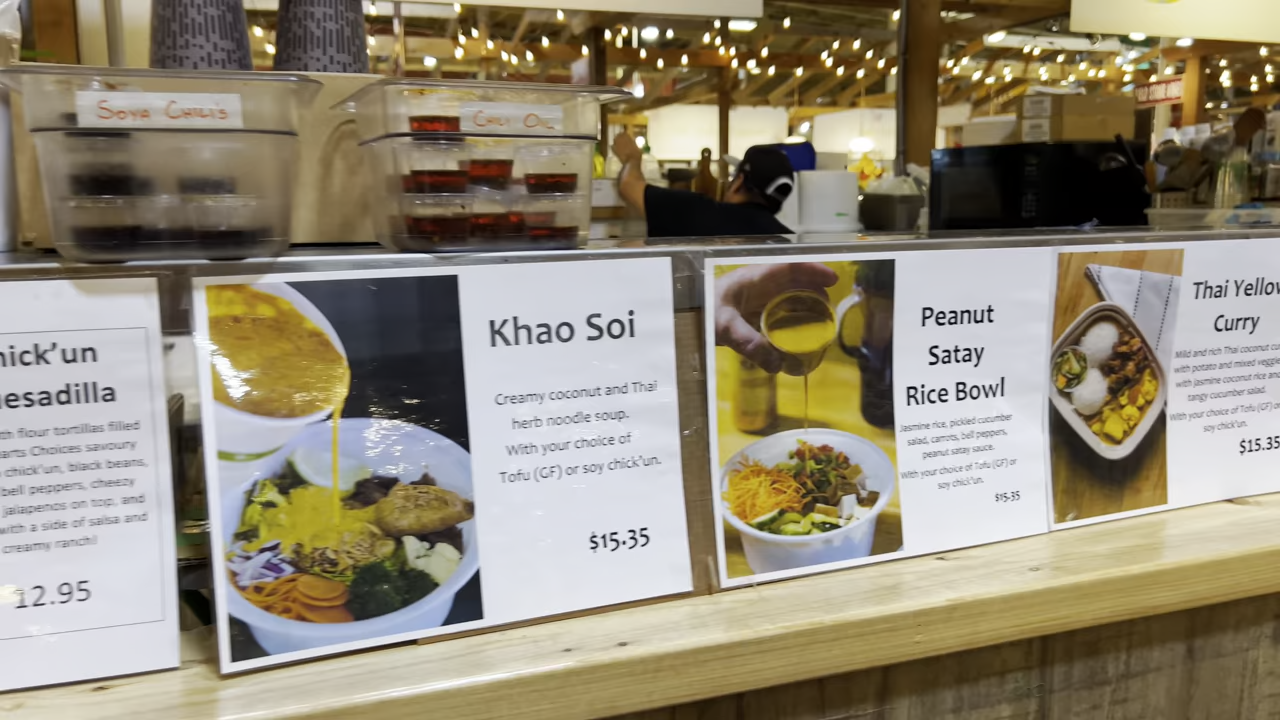 SOYA CHILI'S
CHILI OIL
hick'un
esadilla
th flour tortillas filled
arts Choices savoury
chick'un, black beans,
bell peppers, cheezy
jalapenos on top, and
with a side of salsa and
creamy ranch!
12.95
Khao Soi
Creamy coconut and Thai
herb noodle soup.
With your choice of
Tofu (GF) or soy chick'un.
$15.35
Peanut
Satay
Rice Bowl
Jasmine rice, pickled cucumber
salad, carrots, bell peppers,
peanut satay sauce.
With your choice of Tofu (GF) or
soy chick'un.
$15.35
Thai Yellow
Curry
Mild and rich Thai coconut cu
with potato and mixed veggie
with jasmine coconut rice and
tangy cucumber salad.
With your choice of Tofu (GF) o
soy chick'un.
$15.35